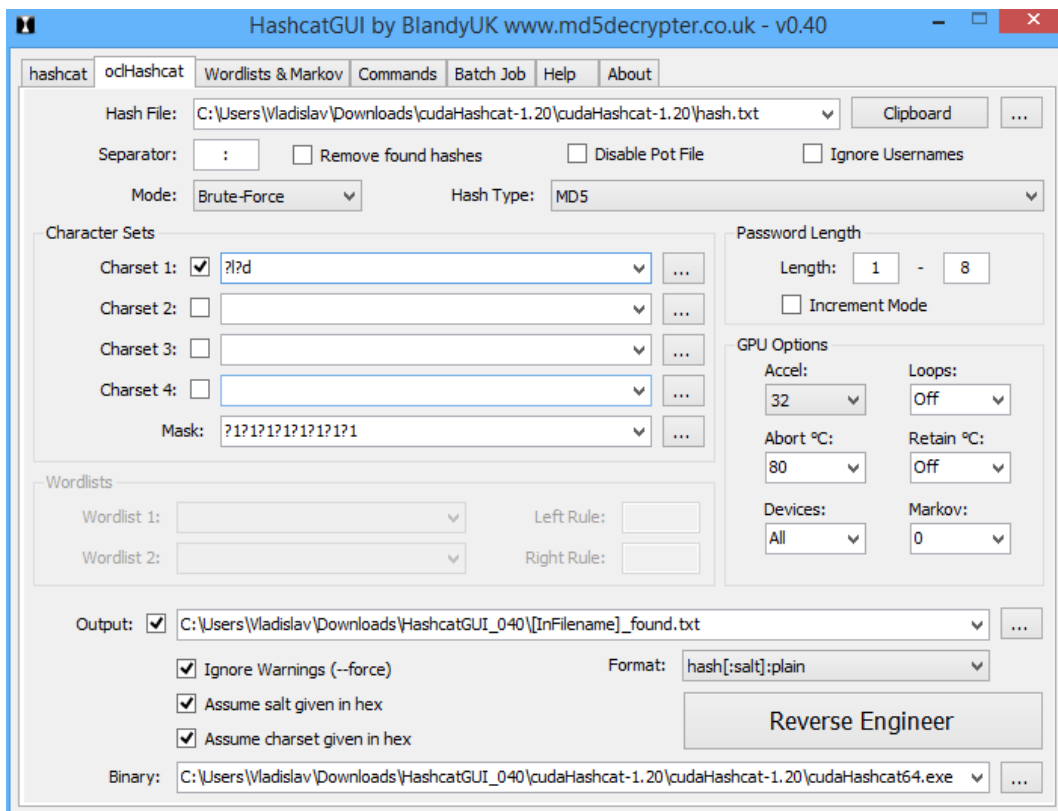 HashcatGUI by BlandyUK www.md5decrypter.co.uk - v0.40
hashcat oclHashcat Wordlists & Markov Commands Batch Job Help About
Hash File: C:\Users\Vladislav\Downloads\cudaHashcat-1.20\cudaHashcat-1.20\hash.txt Clipboard ...
Separator: : Remove found hashes Disable Pot File Ignore Usernames
Mode: Brute-Force Hash Type: MD5
Character Sets
Charset 1: ?l?d ...
Charset 2: ...
Charset 3: ...
Charset 4: ...
Mask: ?1?1?1?1?1?1?1?1 ...
Password Length
Length: 1 - 8
Increment Mode
GPU Options
Accel: Loops:
32 Off
Abort ºC: Retain ºC:
80 Off
Devices: Markov:
All 0
Wordlists
Wordlist 1: Left Rule:
Wordlist 2: Right Rule:
Output: C:\Users\Vladislav\Downloads\HashcatGUI_040\[InFilename]_found.txt ...
Ignore Warnings (--force) Format: hash[:salt]:plain
Assume salt given in hex
Assume charset given in hex
Reverse Engineer
Binary: C:\Users\Vladislav\Downloads\HashcatGUI_040\cudaHashcat-1.20\cudaHashcat-1.20\cudaHashcat64.exe ...